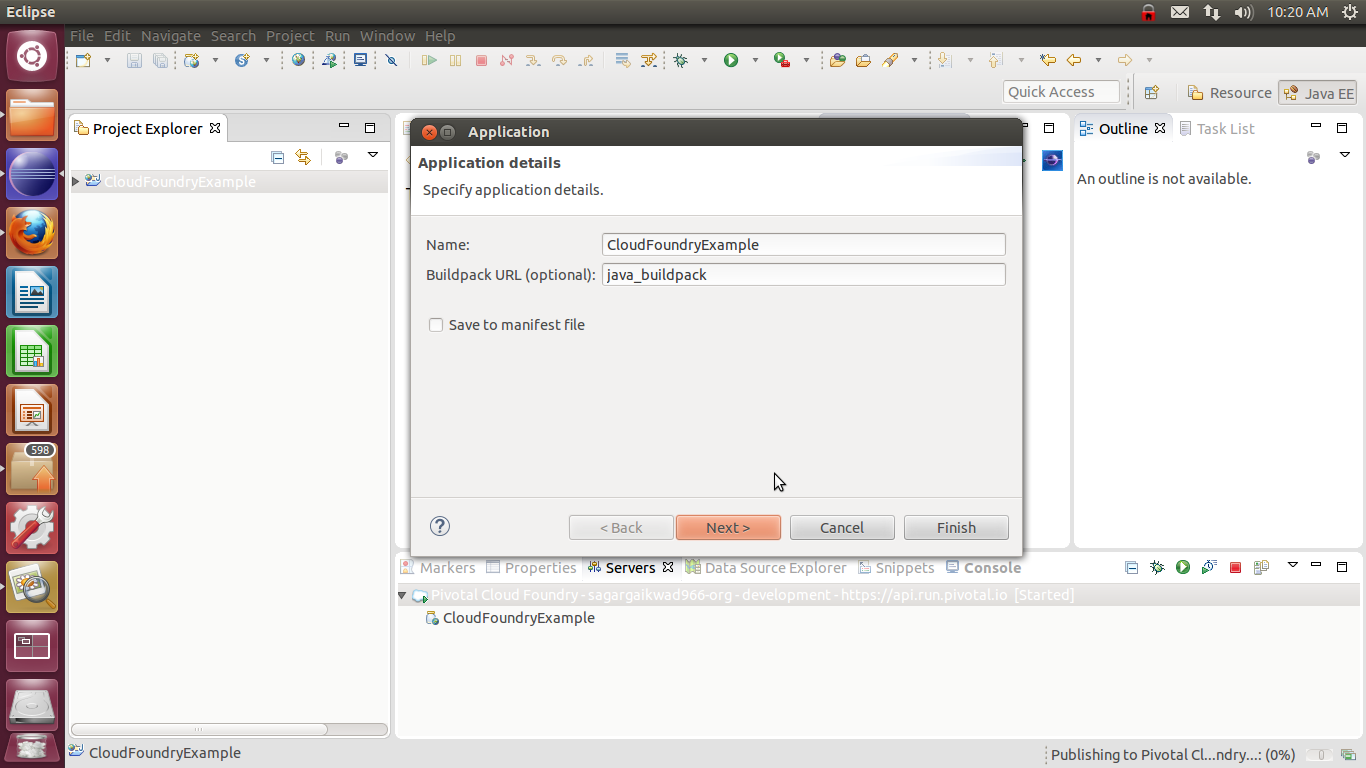 Eclipse
10:20 AM
File Edit Navigate Search Project Run Window Help
Quick Access
Resource
Java EE
Project Explorer
CloudFoundryExample
Application
Application details
Specify application details.
Name:
CloudFoundryExample
Buildpack URL (optional):
java_buildpack
Save to manifest file
< Back
Next >
Cancel
Finish
Outline
Task List
An outline is not available.
Markers
Properties
Servers
Data Source Explorer
Snippets
Console
Pivotal Cloud Foundry - sagargaikwad966-org - development - https://api.run.pivotal.io [Started]
CloudFoundryExample
598
CloudFoundryExample
Publishing to Pivotal Cl...ndry...: (0%)